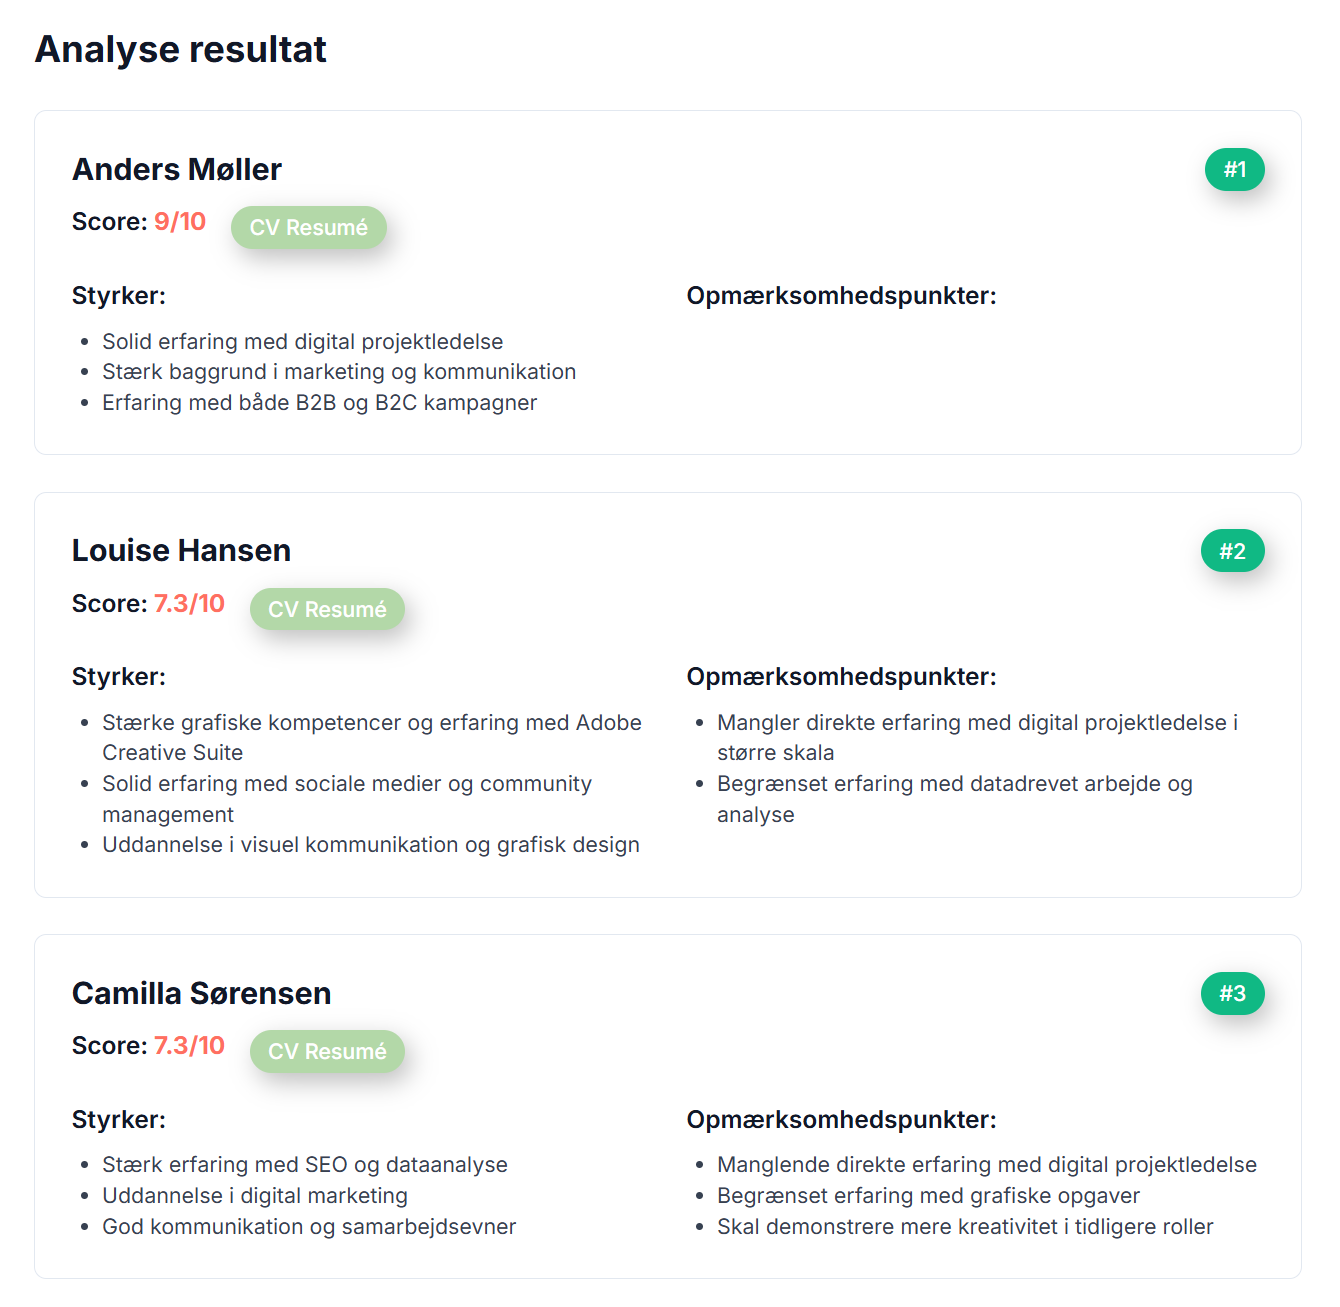 Analyse resultat
Anders Møller
#1
Score: 9/10
CV Resumé
Styrker:
Opmærksomhedspunkter:
Solid erfaring med digital projektledelse
Stærk baggrund i marketing og kommunikation
Erfaring med både B2B og B2C kampagner
Louise Hansen
#2
Score: 7.3/10
CV Resumé
Styrker:
Stærke grafiske kompetencer og erfaring med Adobe
Creative Suite
Solid erfaring med sociale medier og community
management
Uddannelse i visuel kommunikation og grafisk design
Opmærksomhedspunkter:
Mangler direkte erfaring med digital projektledelse i
større skala
Begrænset erfaring med datadrevet arbejde og
analyse
Camilla Sørensen
#3
Score: 7.3/10
CV Resumé
Styrker:
Stærk erfaring med SEO og dataanalyse
Uddannelse i digital marketing
God kommunikation og samarbejdsevner
Opmærksomhedspunkter:
Manglende direkte erfaring med digital projektledelse
Begrænset erfaring med grafiske opgaver
Skal demonstrere mere kreativitet i tidligere roller